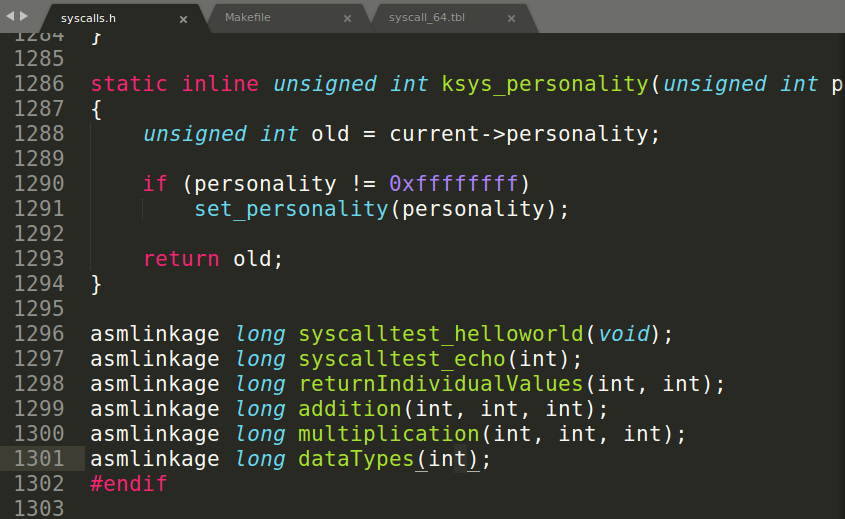 syscalls.h × Makefile × syscall_64.tbl ×
1284 }
1285
1286 static inline unsigned int ksys_personality(unsigned int p
1287 {
1288 unsigned int old = current->personality;
1289
1290 if (personality != 0xffffffff)
1291 set_personality(personality);
1292
1293 return old;
1294 }
1295
1296 asmlinkage long syscalltest_helloworld(void);
1297 asmlinkage long syscalltest_echo(int);
1298 asmlinkage long returnIndividualValues(int, int);
1299 asmlinkage long addition(int, int, int);
1300 asmlinkage long multiplication(int, int, int);
1301 asmlinkage long dataTypes(int);
1302 #endif
1303